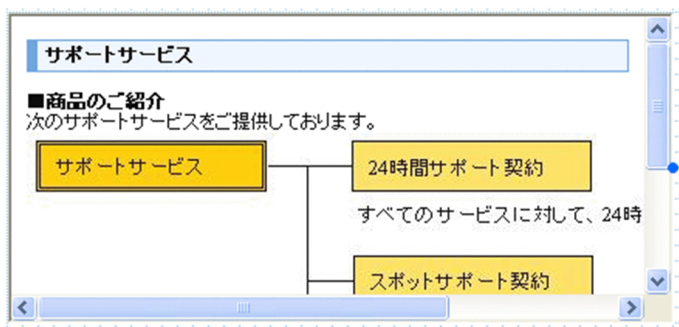 サポートサービス
■商品のご紹介
次のサポートサービスをご提供しております。
サポートサービス
24時間サポート契約
すべてのサービスに対して、24時
スポットサポート契約